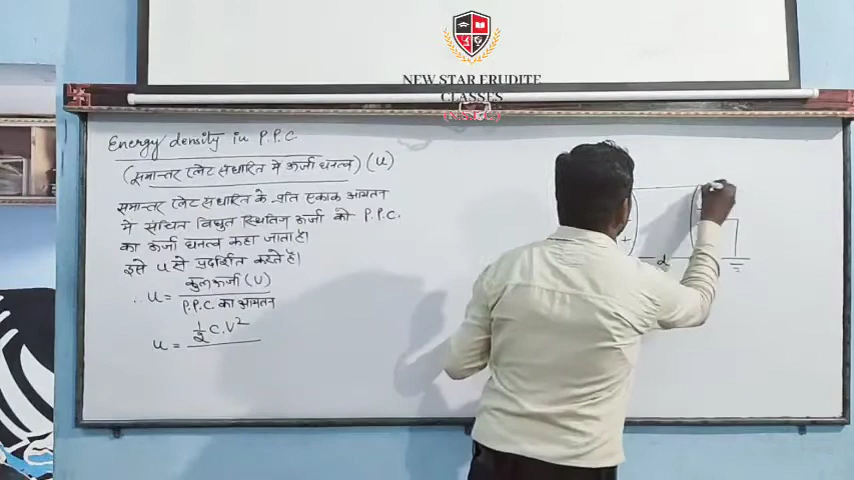 NEW STAR ERUDITE
CLASSES
Energy density in P.P.C
(समान्तर प्लेट संधारित्र मे ऊर्जा घनत्व) (u)
समान्तर प्लेट संधारित्र के प्रति एकांक आयतन
मे संचित विद्युत स्थितिज ऊर्जा को P.P.C.
का ऊर्जा घनत्व कहा जाता है।
इसे u से प्रदर्शित करते है।
∴ u = कुल ऊर्जा (U)
P.P.C. का आयतन
u = ½ C.V²
+
d